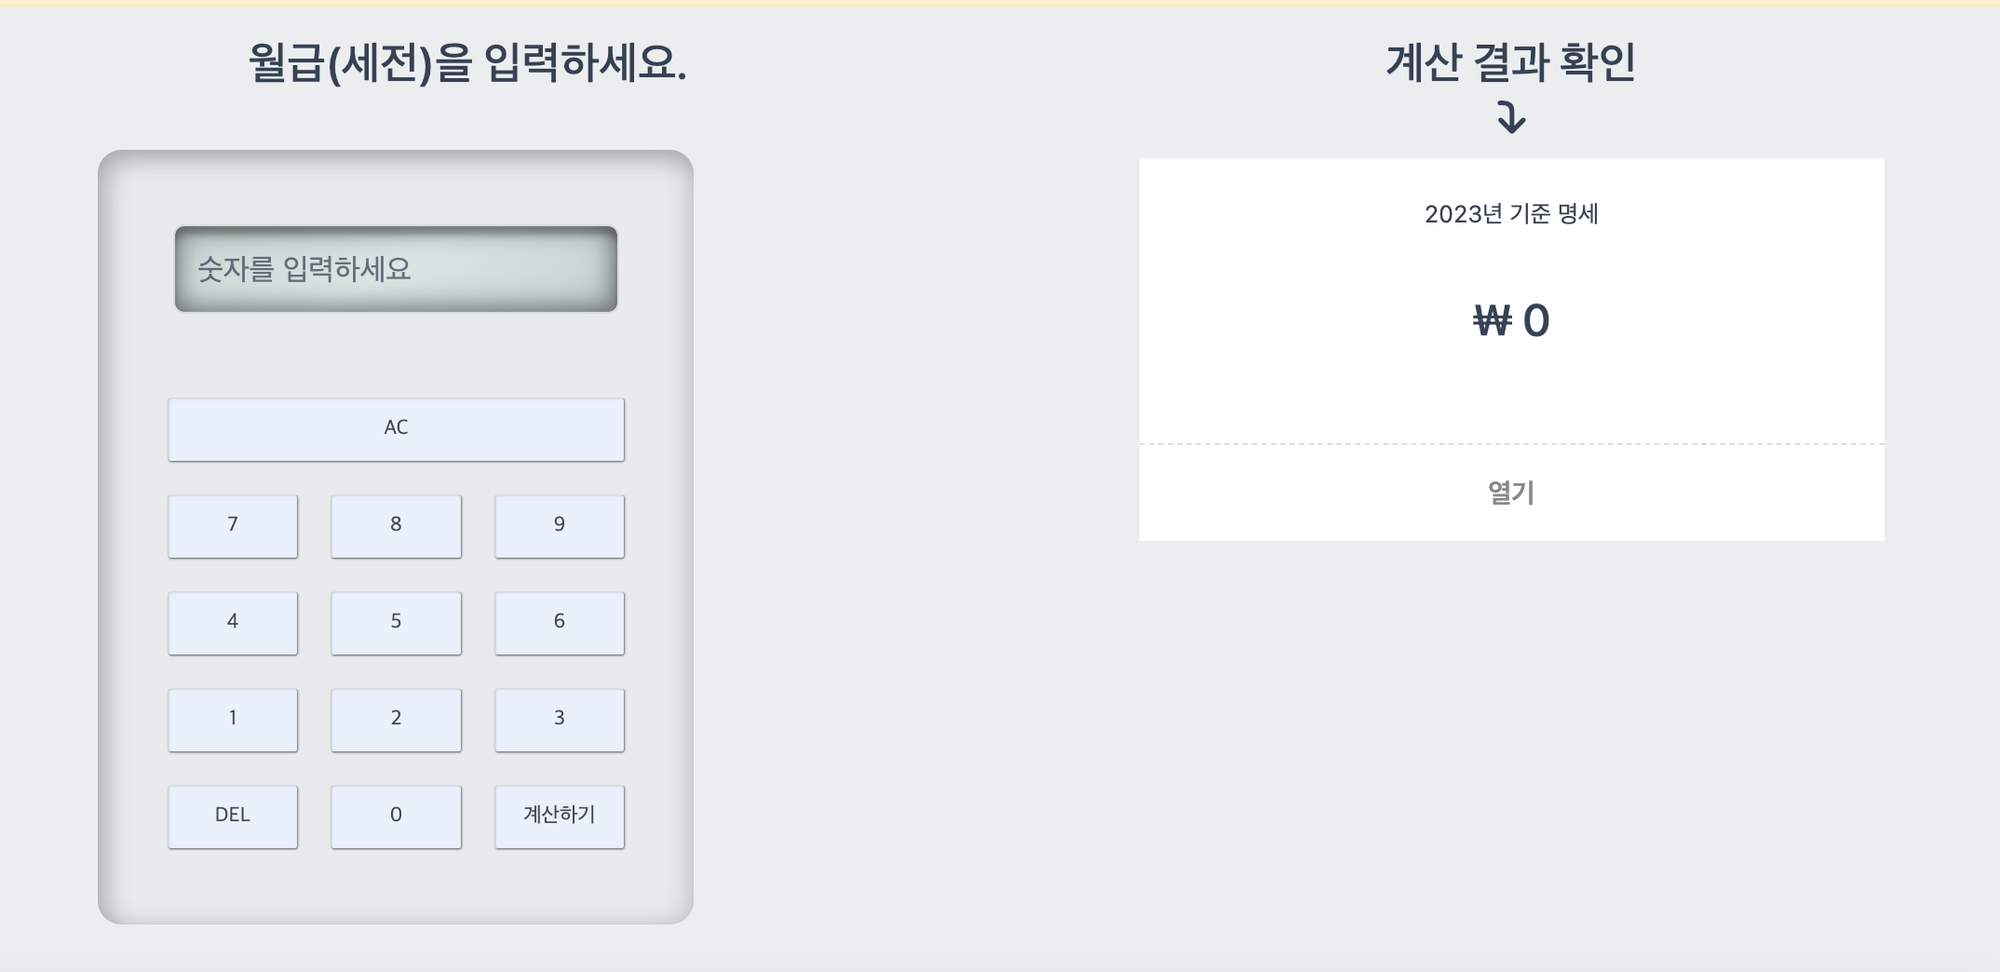 월급(세전)을 입력하세요.
숫자를 입력하세요
AC
7 8 9
4 5 6
1 2 3
DEL 0 계산하기
계산 결과 확인
2023년 기준 명세
₩ 0
열기